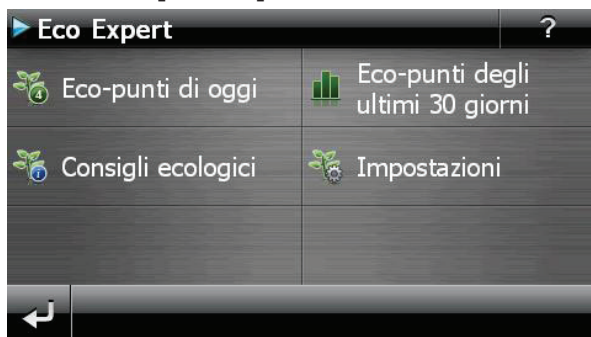 Eco Expert
?
Eco-punti di oggi
Eco-punti degli
ultimi 30 giorni
Consigli ecologici
Impostazioni